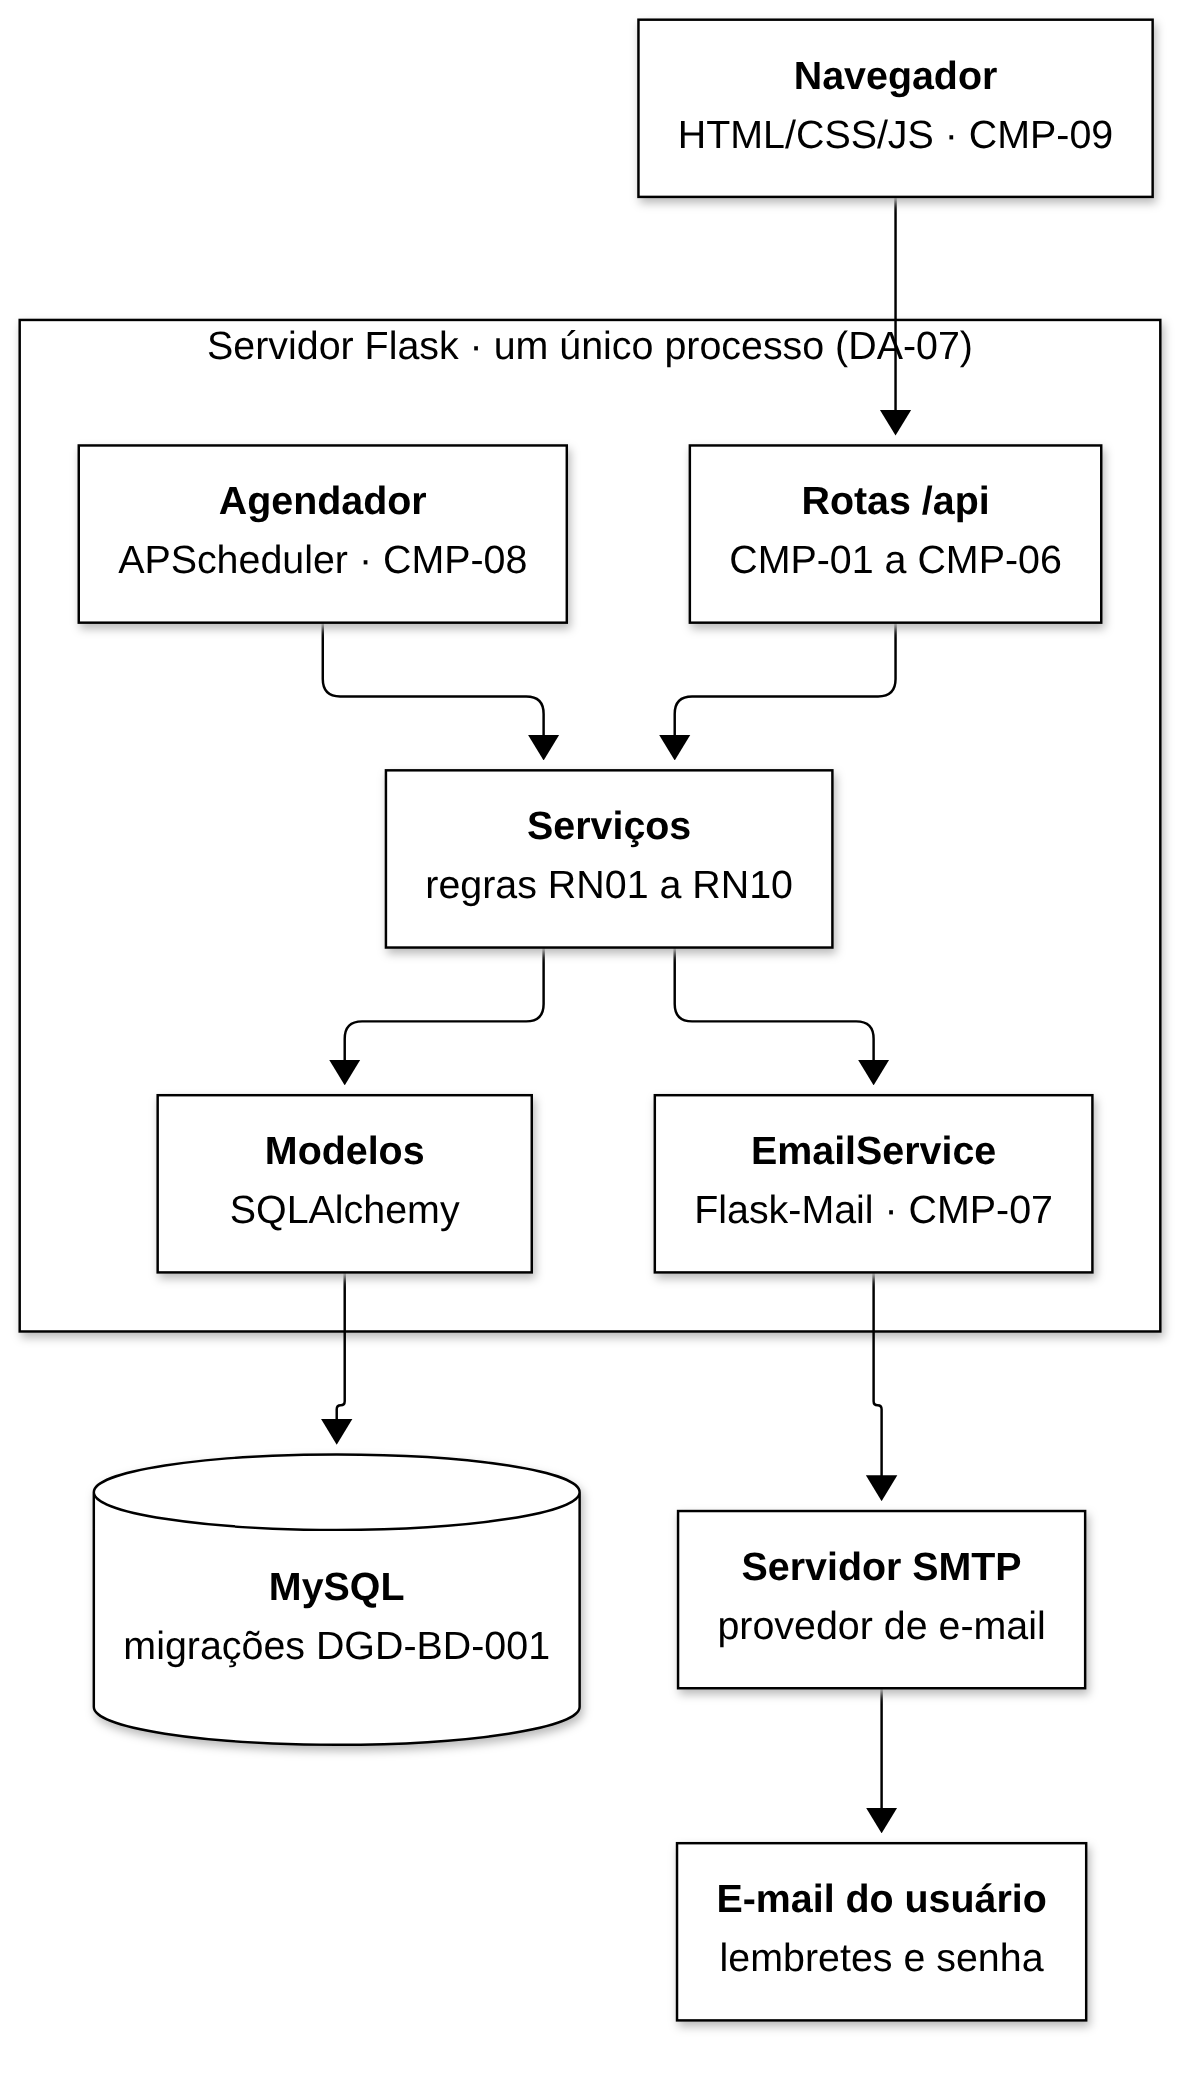 Navegador
HTML/CSS/JS · CMP-09
Servidor Flask · um único processo (DA-07)
Agendador
APScheduler · CMP-08
Rotas /api
CMP-01 a CMP-06
Serviços
regras RN01 a RN10
Modelos
SQLAlchemy
EmailService
Flask-Mail · CMP-07
MySQL
migrações DGD-BD-001
Servidor SMTP
provedor de e-mail
E-mail do usuário
lembretes e senha